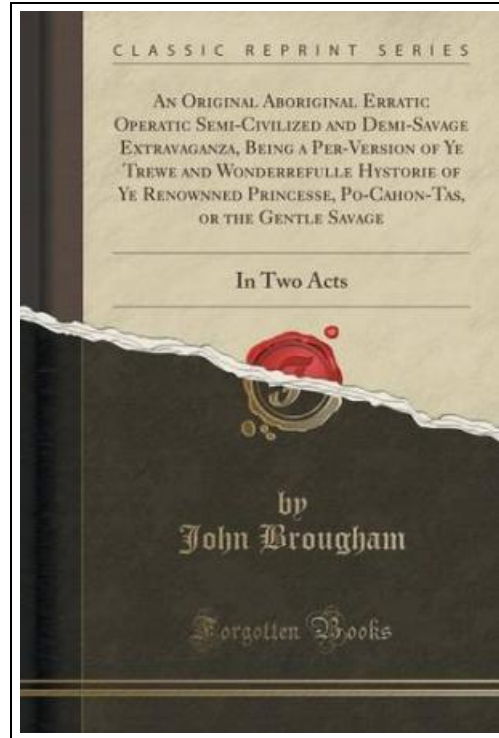 CLASSIC REPRINT SERIES
AN ORIGINAL ABORIGINAL ERRATIC
OPERATIC SEMI-CIVILIZED AND DEMI-SAVAGE
EXTRAVAGANZA, BEING A PER-VERSION OF YE
TREWE AND WONDERREFULLE HYSTORIE OF
YE RENOWNNED PRINCESSE, PO-CAHON-TAS,
OR THE GENTLE SAVAGE
In Two Acts
by
John Brougham
Forgotten Books